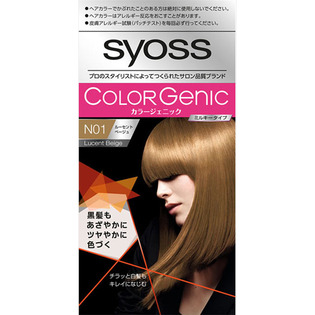 ●ヘアカラーでかぶれたことのある方は絶対に使用しないでください。
●ヘアカラーはアレルギー反応をおこすことがあります。
●皮膚アレルギー試験（パッチテスト）を毎回必ず行ってください。
syoss
プロのスタイリストによってつくられたサロン品質ブランド
COLORGENIC
カラージェニック
ミルキータイプ
N01
ルーセント
ベージュ
Lucent Beige
黒髪も
あざやかに
ツヤやかに
色づく
チラッと白髪も
キレイになじむ